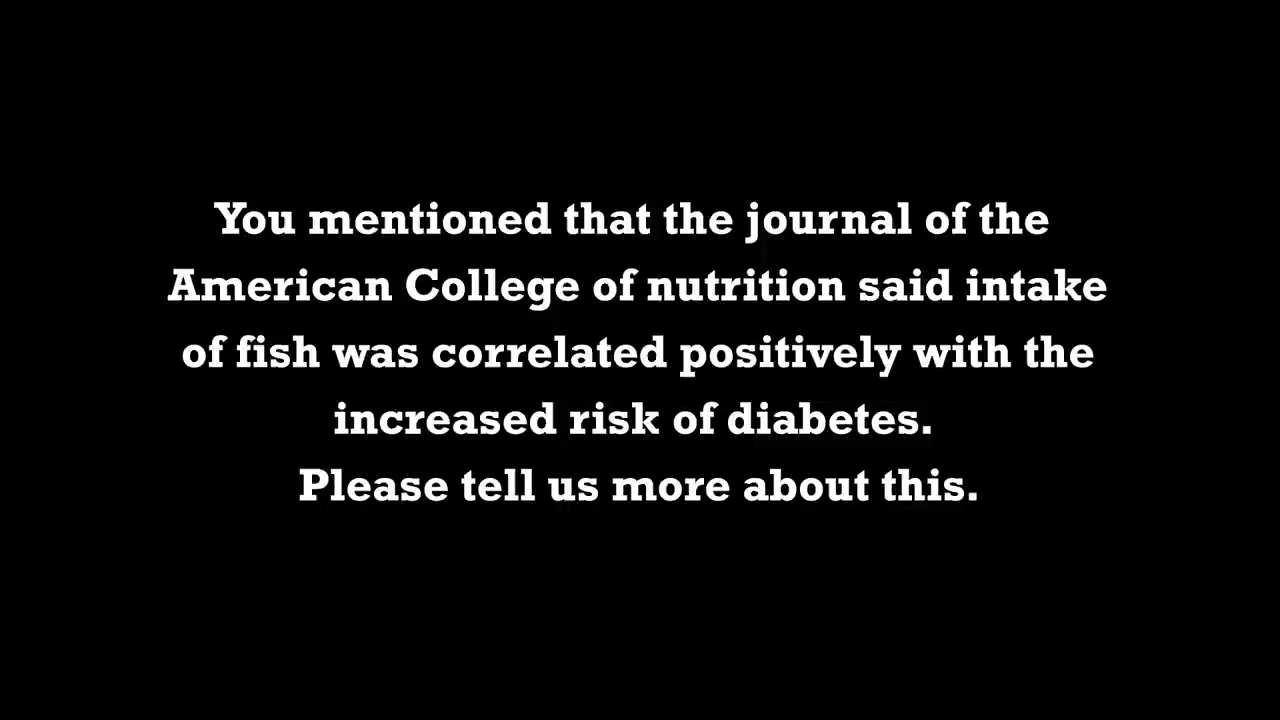 You mentioned that the journal of the
American College of nutrition said intake
of fish was correlated positively with the
increased risk of diabetes.
Please tell us more about this.